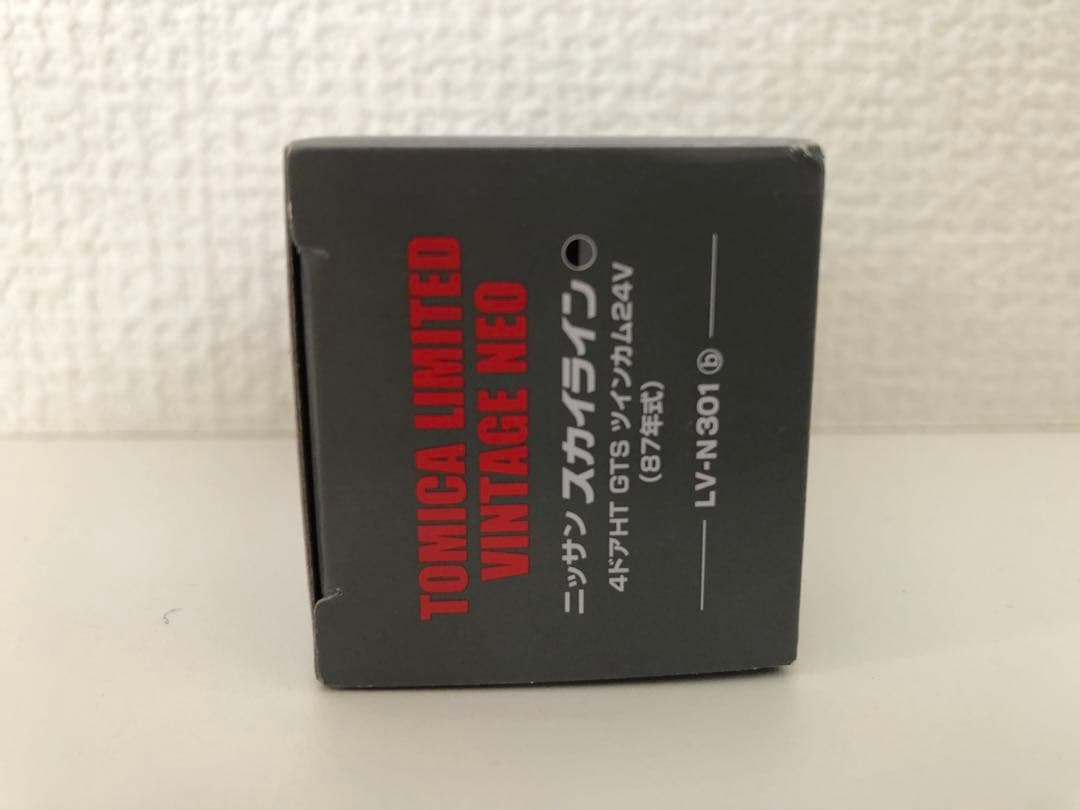 TOMICA LIMITED
VINTAGE NEO
ニッサン スカイライン
4ドアHT GTS ツインカム24V
(87年式)
LV-N301 ⓑ